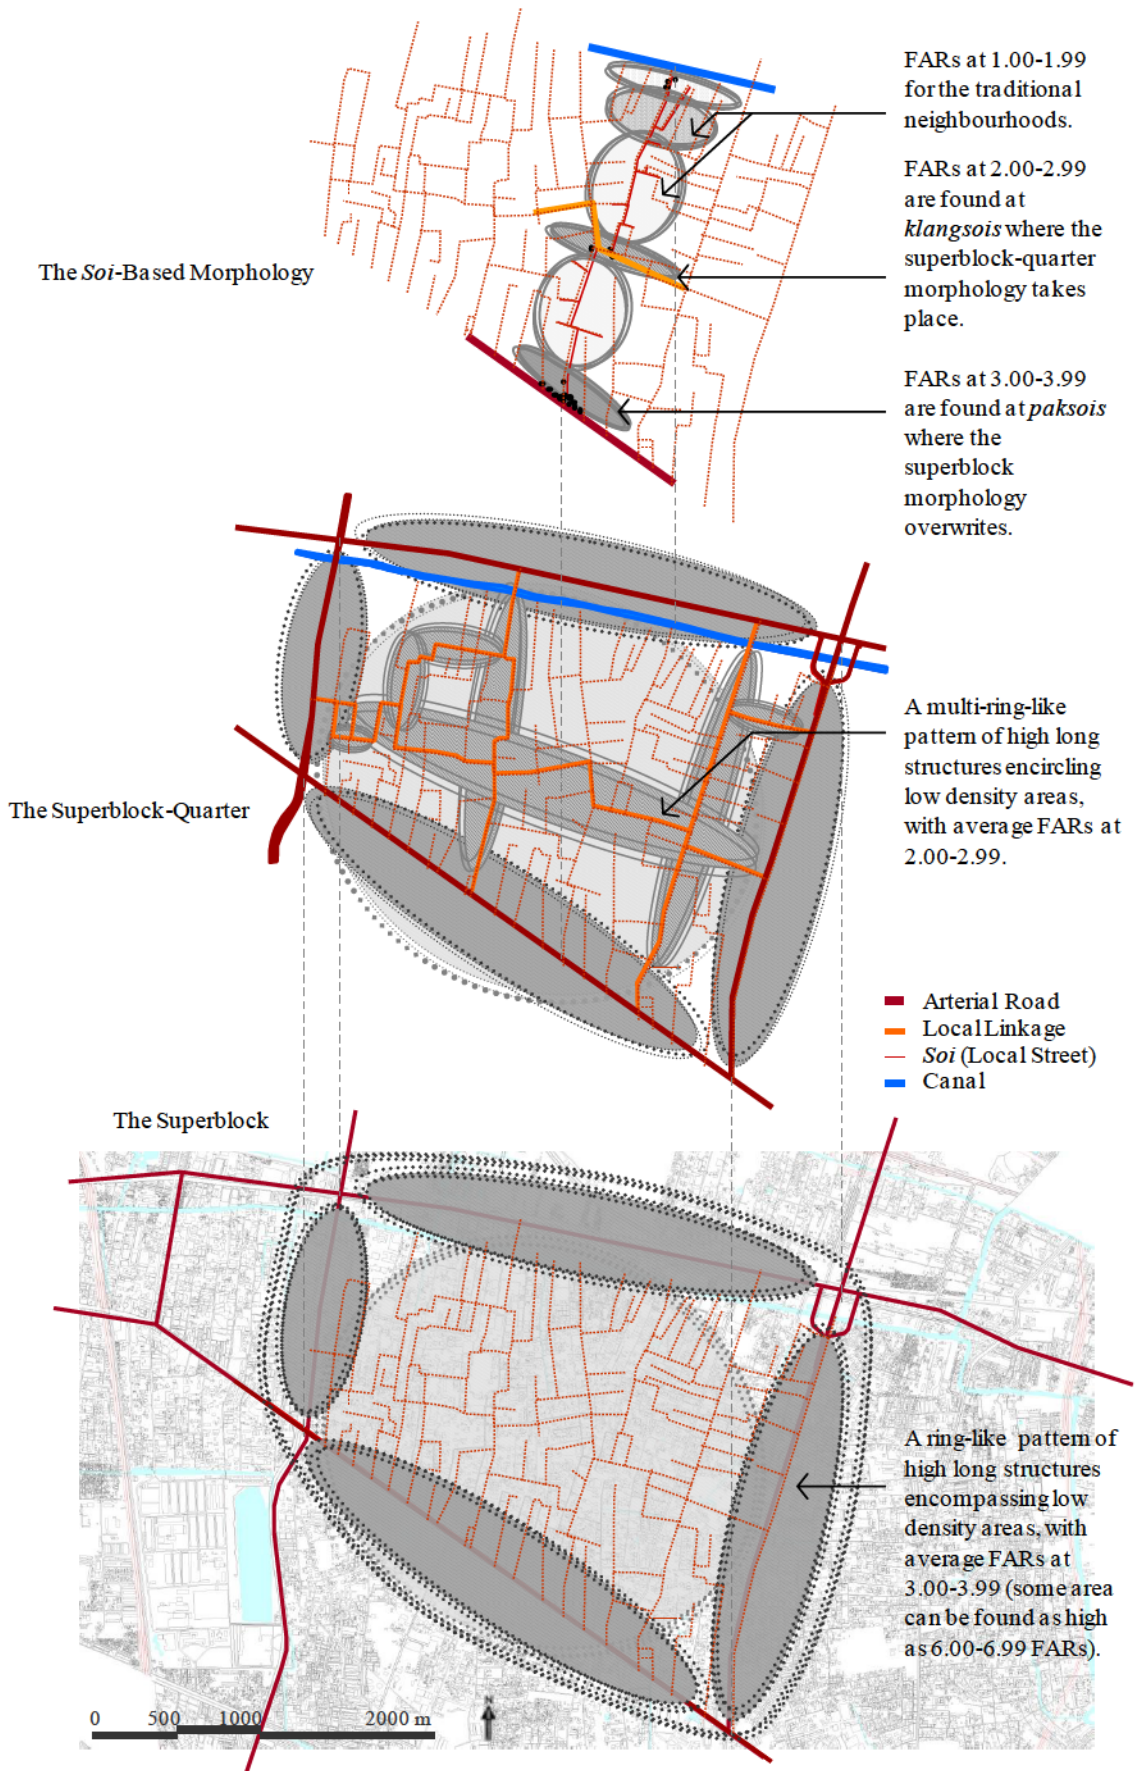 FARs at 1.00-1.99
for the traditional
neighbourhoods.
FARs at 2.00-2.99
are found at
klangsois where the
superblock-quarter
morphology takes
place.
The Soi-Based Morphology
FARs at 3.00-3.99
are found at paksois
where the
superblock
morphology
overwrites.
A multi-ring-like
pattern of high long
structures encircling
low density areas,
with average FARs at
2.00-2.99.
The Superblock-Quarter
Arterial Road
Local Linkage
Soi (Local Street)
Canal
The Superblock
A ring-like pattern of
high long structures
encompassing low
density areas, with
average FARs at
3.00-3.99 (some area
can be found as high
as 6.00-6.99 FARs).
0 500 1000 2000 m
N